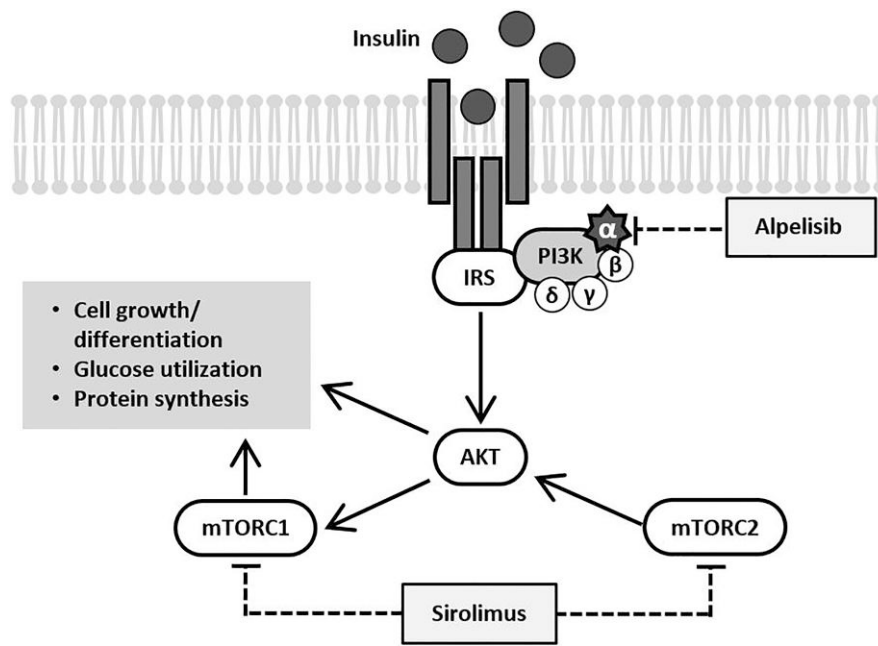 Insulin
α
Alpelisib
PI3K
β
IRS
δ
γ
• Cell growth/
differentiation
• Glucose utilization
• Protein synthesis
AKT
mTORC1
mTORC2
Sirolimus